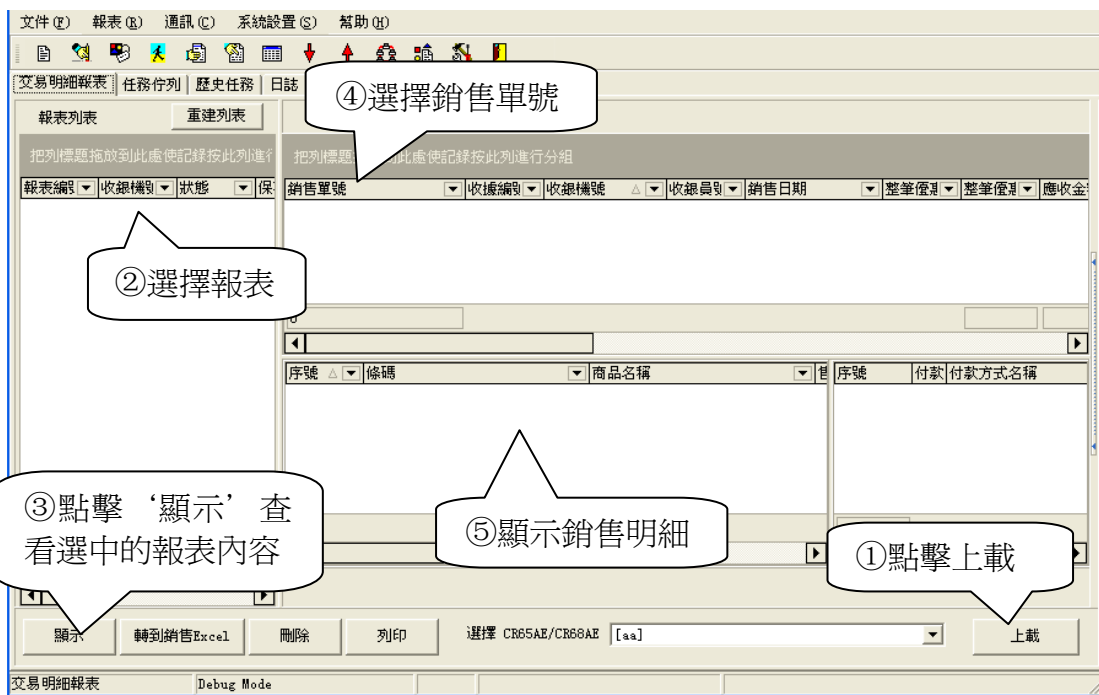 文件(F) 報表(R) 通訊(C) 系統設置(S) 幫助(H)
交易明細報表 任務佇列 歷史任務 日誌
④選擇銷售單號
報表列表 重建列表
把列標題拖放到此處使記錄按此列進行
把列標題 到此處使記錄按此列進行分組
報表編號 收銀機號 狀態 保
銷售單號 收據編號 收銀機號 收銀員號 銷售日期 整筆優惠 整筆優惠 應收金
②選擇報表
0
序號 條碼 商品名稱 售
序號 付款 付款方式名稱
③點擊‘顯示’查
看選中的報表內容
⑤顯示銷售明細
①點擊上載
顯示 轉到銷售Excel 刪除 列印 選擇 CR65AE/CR68AE [aa] 上載
交易明細報表 Debug Mode